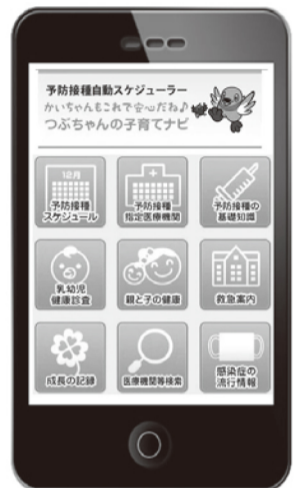 予防接種自動スケジューラー
かいちゃんもこれで安心だね♪
つぶちゃんの子育てナビ
12月
予防接種
スケジュール
予防接種
指定医療機関
予防接種の
基礎知識
乳幼児
健康診査
親と子の健康
救急案内
成長の記録
医療機関等検索
感染症の
流行情報